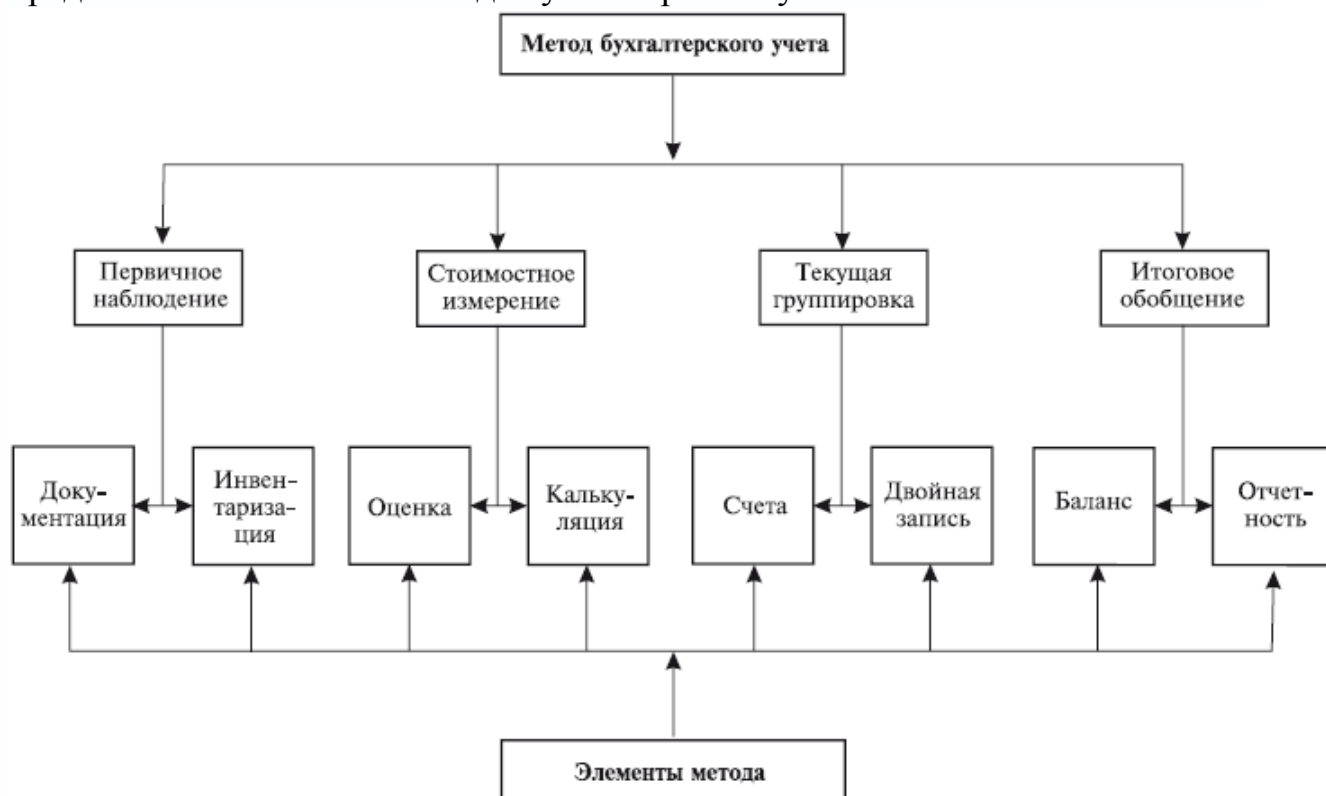 Метод бухгалтерского учета
Первичное
наблюдение
Стоимостное
измерение
Текущая
группировка
Итоговое
обобщение
Доку-
ментация
Инвен-
тариза-
ция
Оценка
Кальку-
ляция
Счета
Двойная
запись
Баланс
Отчет-
ность
Элементы метода